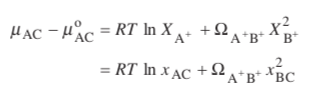 μ_AC − μ°_AC = RT ln X_A⁺ + Ω_A⁺B⁺ X²_B⁺
= RT ln x_AC + Ω_A⁺B⁺ x²_BC